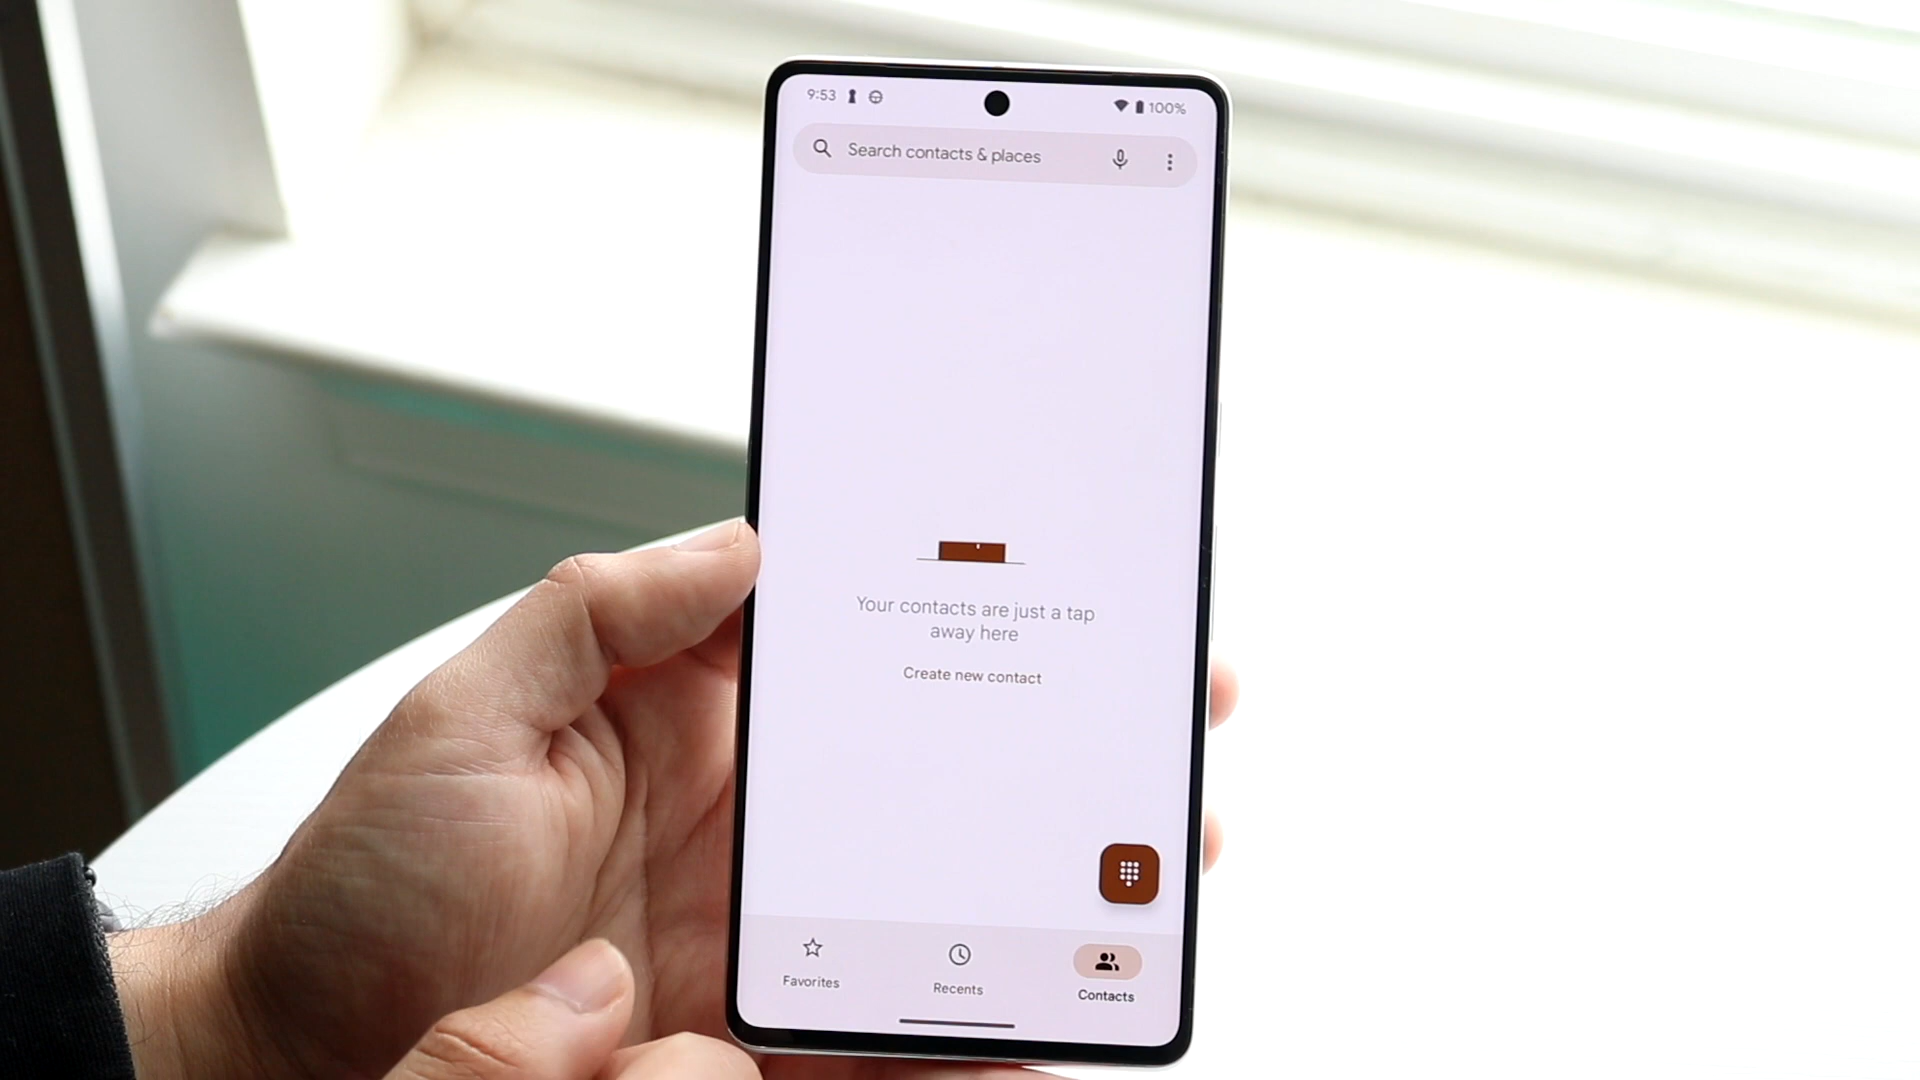 9:53
100%
Search contacts & places
Your contacts are just a tap
away here
Create new contact
Favorites
Recents
Contacts